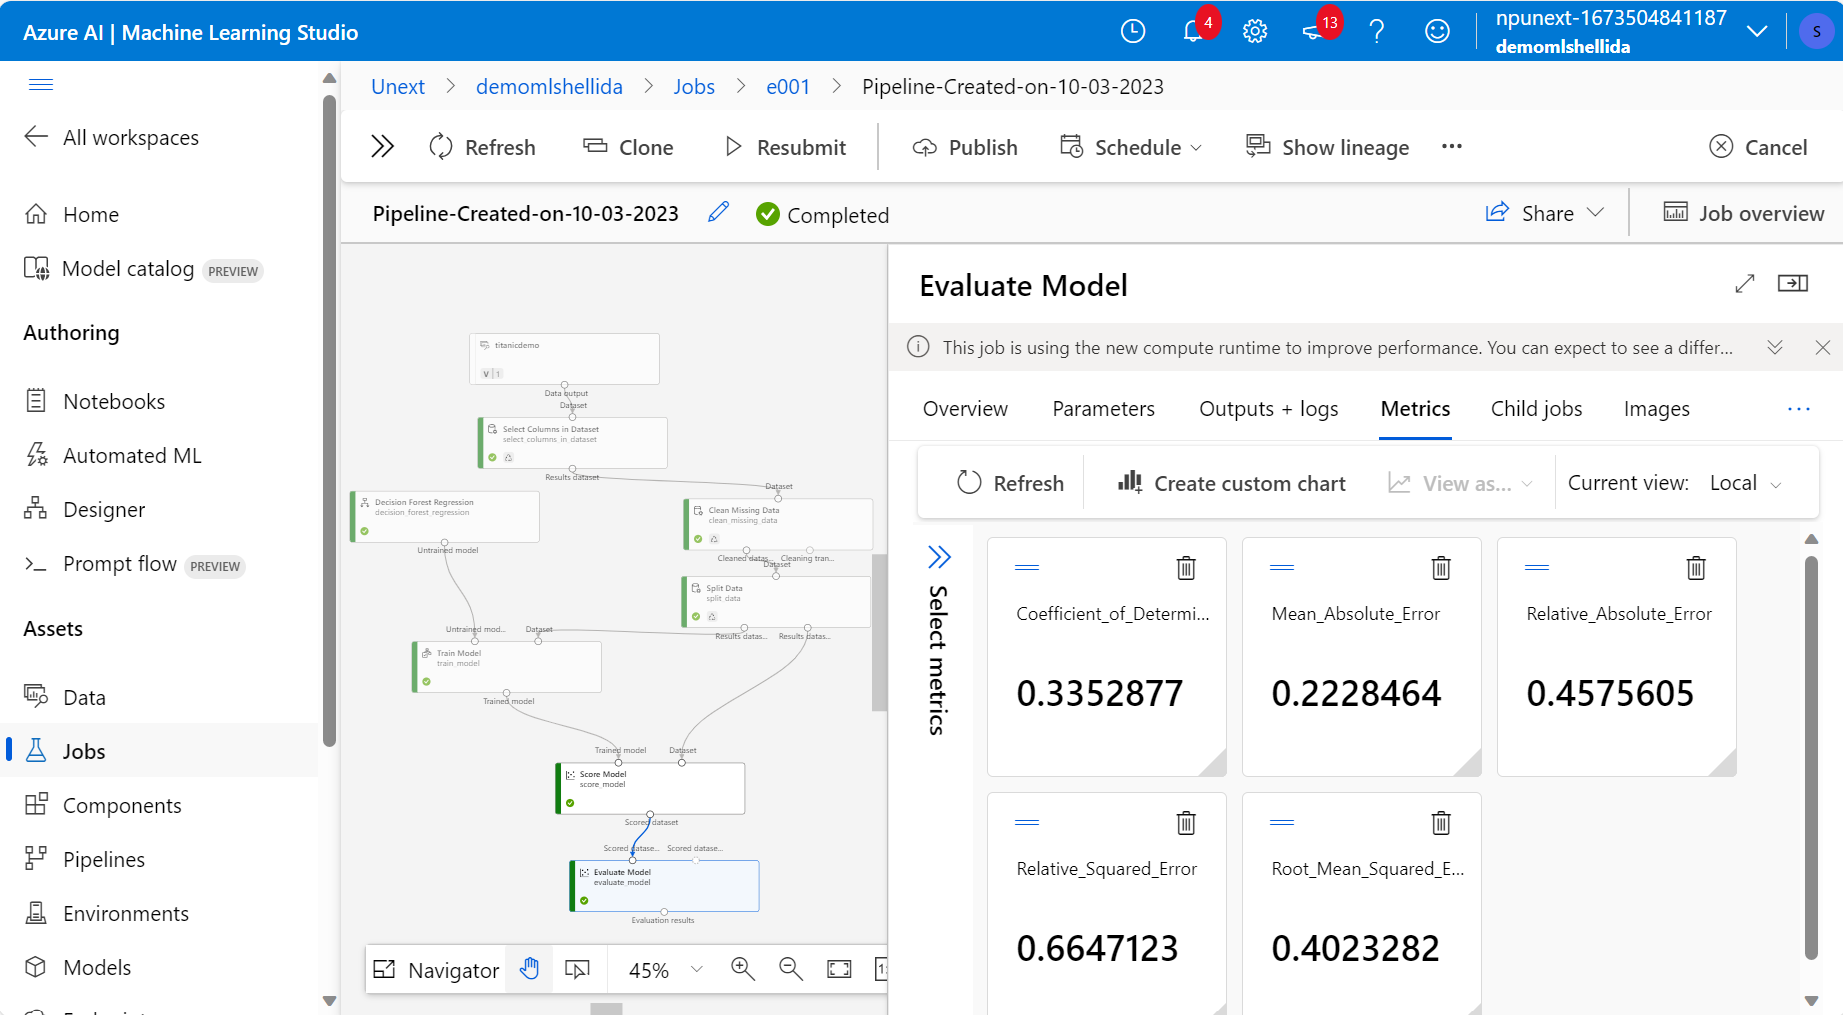 Azure AI | Machine Learning Studio
4
13
npunext-1673504841187
demomlshellida
S
All workspaces
Home
Model catalog PREVIEW
Authoring
Notebooks
Automated ML
Designer
Prompt flow PREVIEW
Assets
Data
Jobs
Components
Pipelines
Environments
Models
Unext > demomlshellida > Jobs > e001 > Pipeline-Created-on-10-03-2023
Refresh Clone Resubmit Publish Schedule Show lineage ... Cancel
Pipeline-Created-on-10-03-2023 Completed Share Job overview
titanicdemo
V | 1
Data output
Dataset
Select Columns in Dataset
select_columns_in_dataset
Results dataset
Decision Forest Regression
decision_forest_regression
Untrained model
Dataset
Clean Missing Data
clean_missing_data
Cleaned datas... Cleaning tran...
Dataset
Split Data
split_data
Results datas... Results datas...
Untrained mod... Dataset
Train Model
train_model
Trained model
Trained model Dataset
Score Model
score_model
Scored dataset
Scored datase... Scored datase...
Evaluate Model
evaluate_model
Evaluation results
Navigator 45%
Evaluate Model
This job is using the new compute runtime to improve performance. You can expect to see a differ...
Overview Parameters Outputs + logs Metrics Child jobs Images ...
Refresh Create custom chart View as... Current view: Local
Select metrics
Coefficient_of_Determi...
0.3352877
Mean_Absolute_Error
0.2228464
Relative_Absolute_Error
0.4575605
Relative_Squared_Error
0.6647123
Root_Mean_Squared_E...
0.4023282